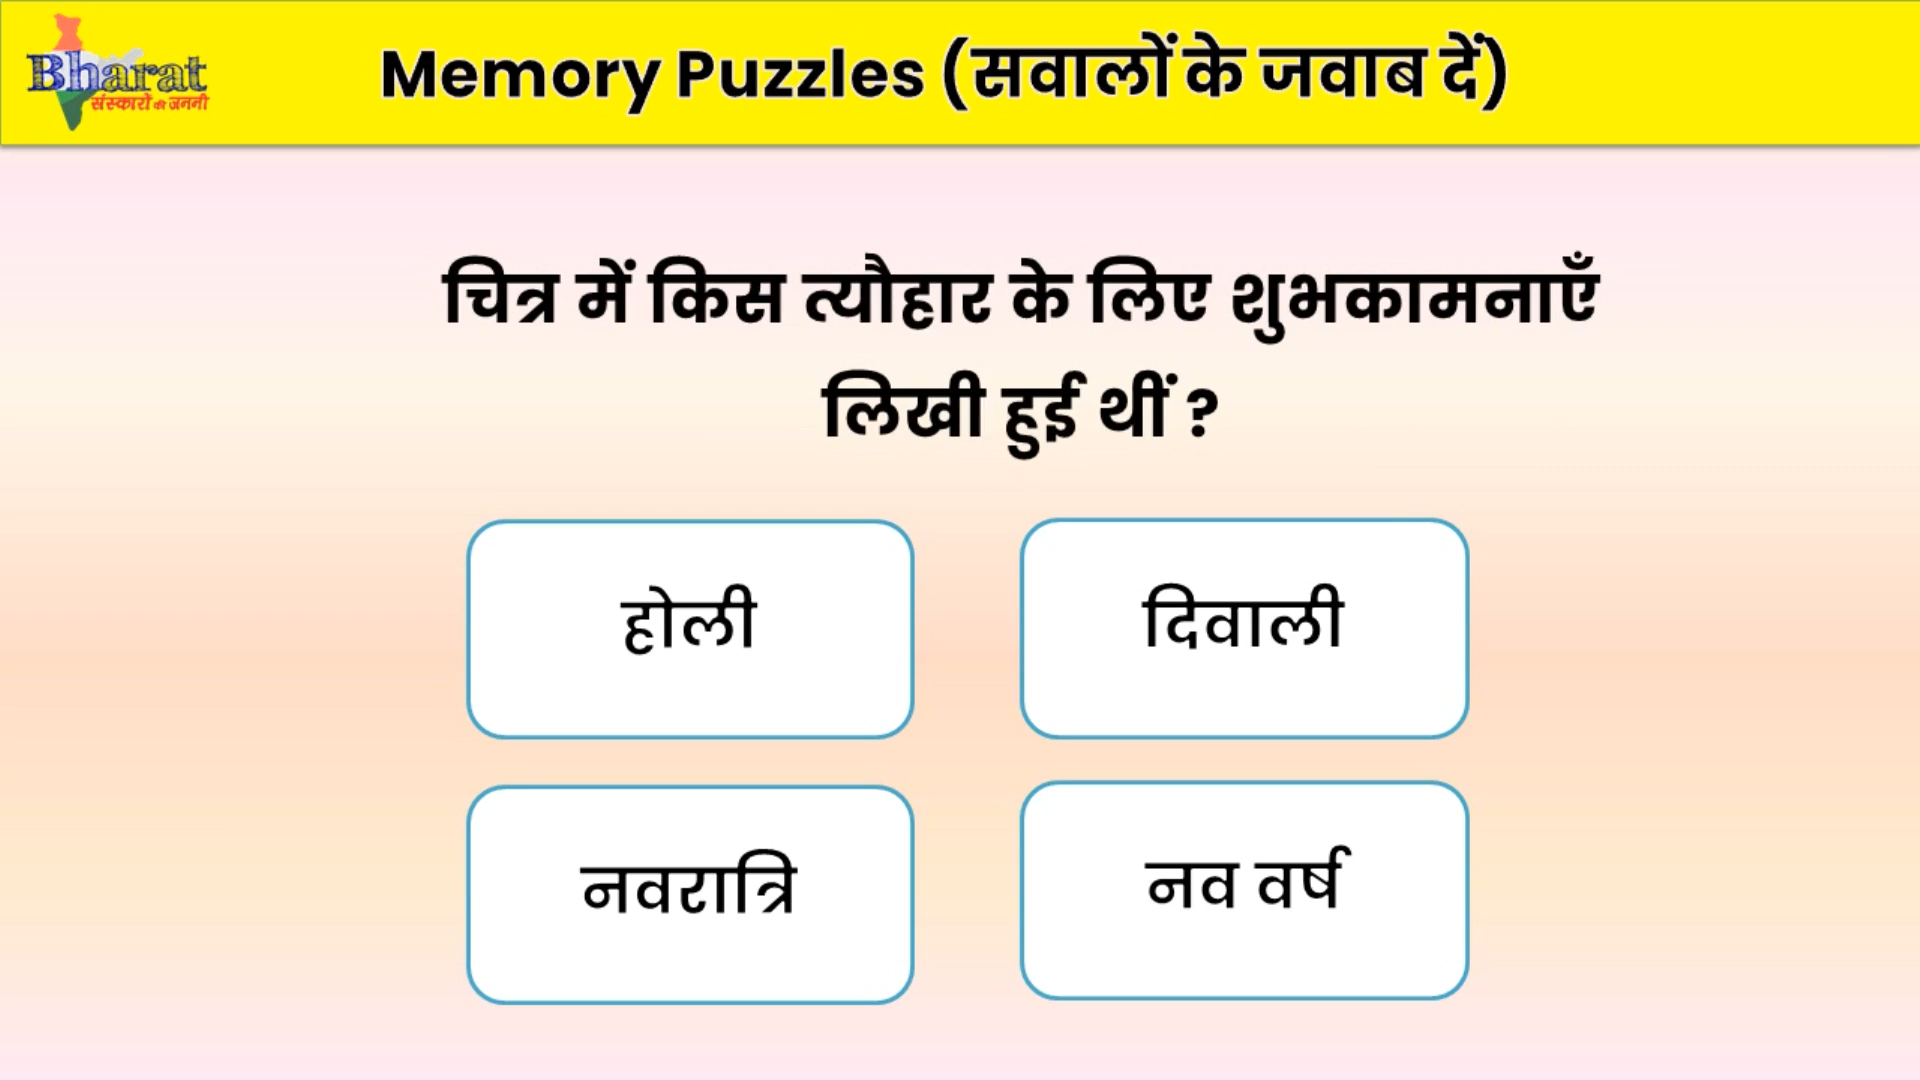 Bharat
संस्कारों की जननी
Memory Puzzles (सवालों के जवाब दें)
चित्र में किस त्यौहार के लिए शुभकामनाएँ
लिखी हुई थीं ?
होली
दिवाली
नवरात्रि
नव वर्ष